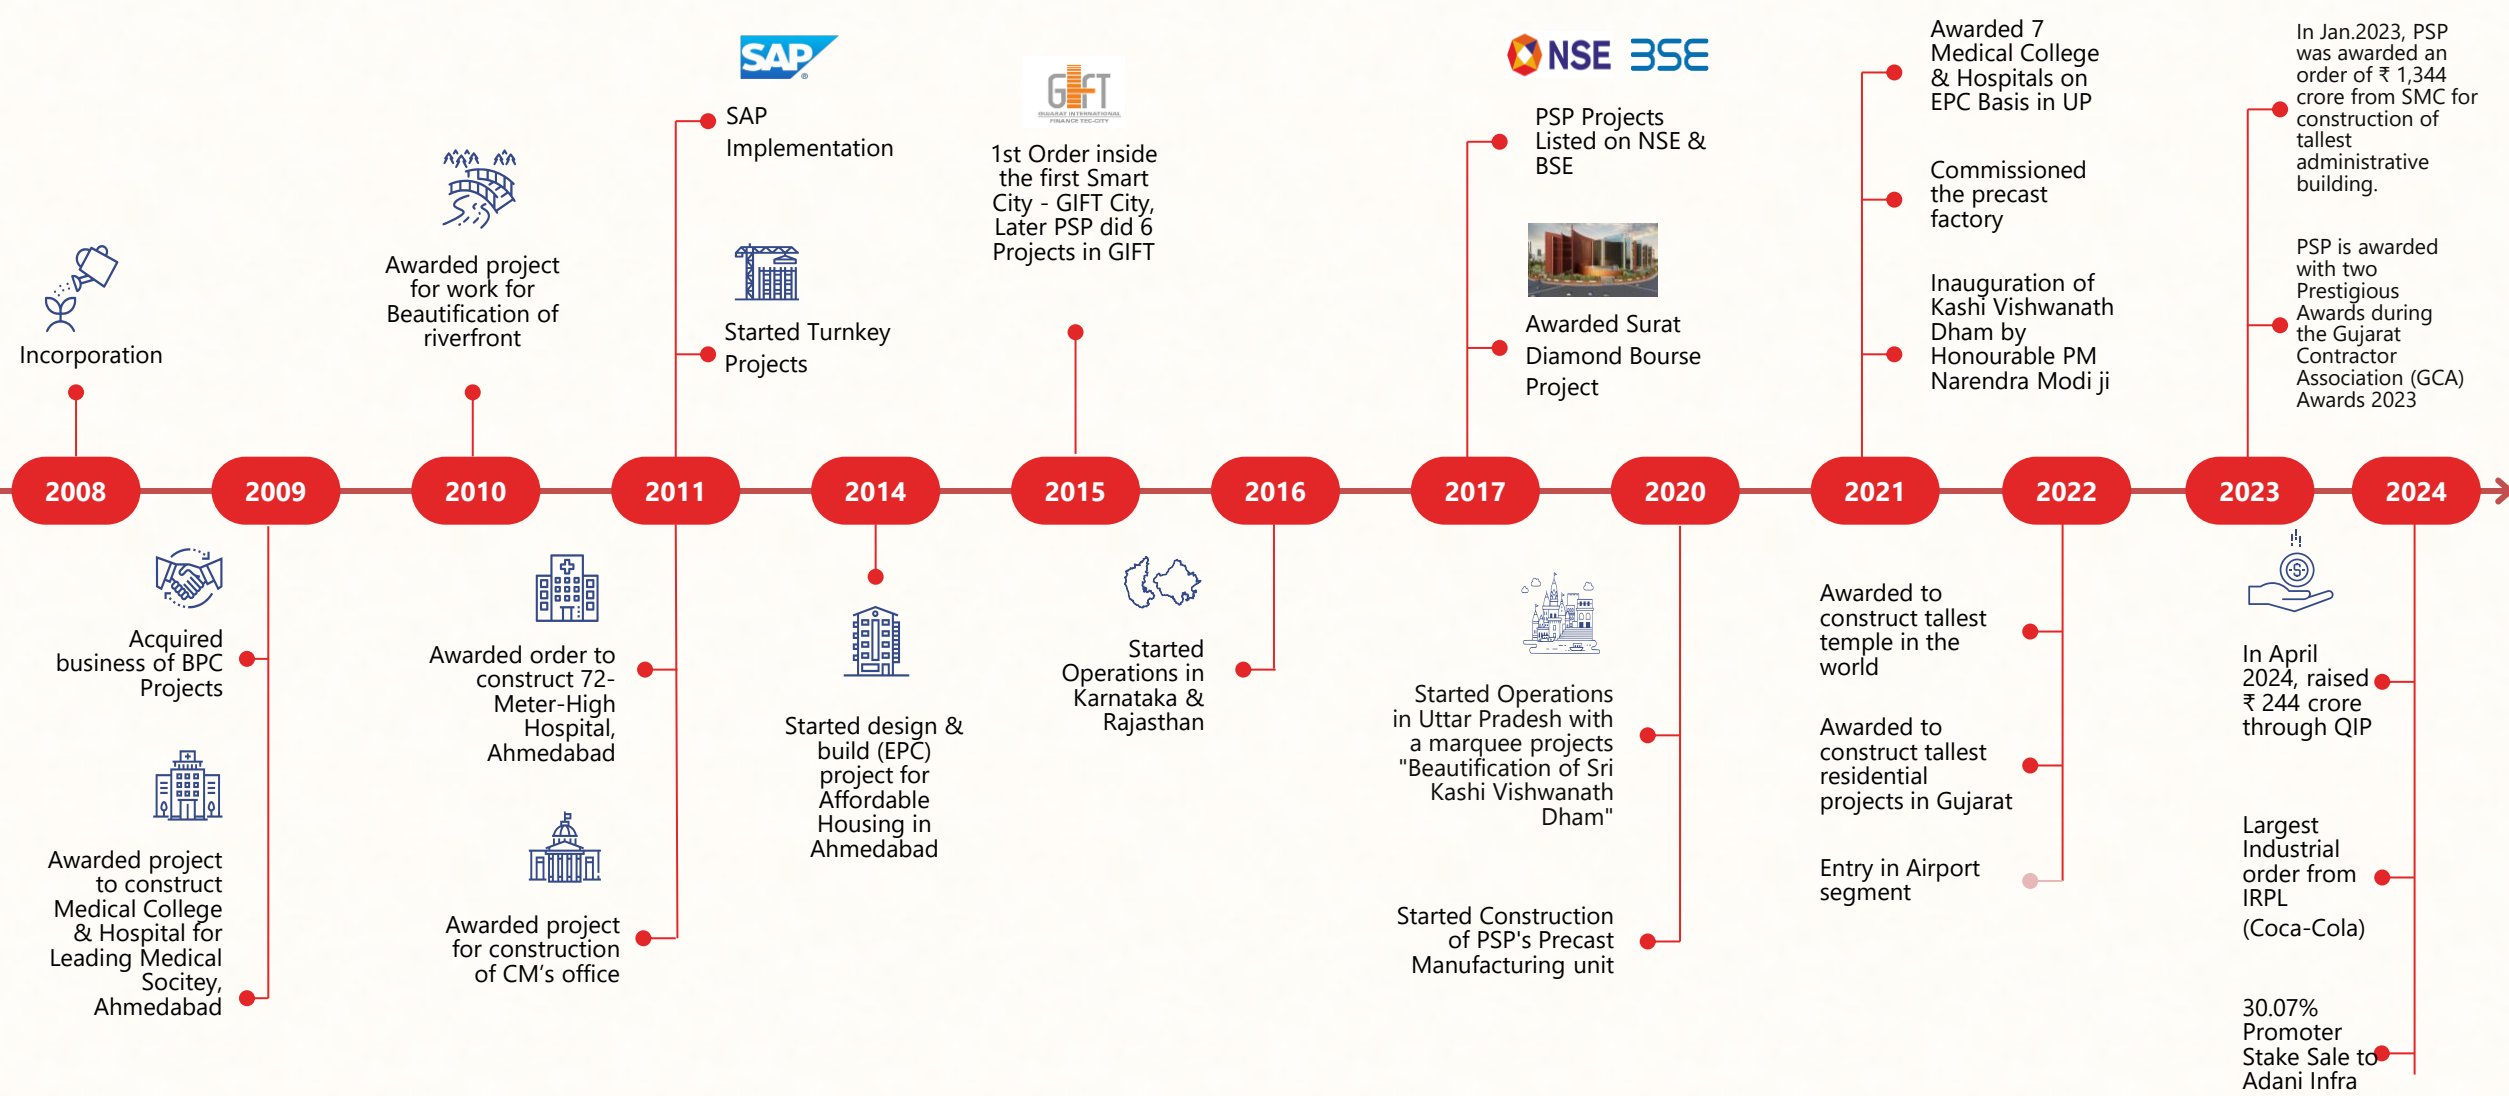 SAP
SAP
Implementation
Started Turnkey
Projects
GIFT
GUJARAT INTERNATIONAL
FINANCE TEC-CITY
1st Order inside
the first Smart
City - GIFT City,
Later PSP did 6
Projects in GIFT
NSE BSE
PSP Projects
Listed on NSE &
BSE
Awarded Surat
Diamond Bourse
Project
Awarded 7
Medical College
& Hospitals on
EPC Basis in UP
Commissioned
the precast
factory
Inauguration of
Kashi Vishwanath
Dham by
Honourable PM
Narendra Modi ji
In Jan.2023, PSP
was awarded an
order of ₹ 1,344
crore from SMC for
construction of
tallest
administrative
building.
PSP is awarded
with two
Prestigious
Awards during
the Gujarat
Contractor
Association (GCA)
Awards 2023
Incorporation
Awarded project
for work for
Beautification of
riverfront
2008 2009 2010 2011 2014 2015 2016 2017 2020 2021 2022 2023 2024
Acquired
business of BPC
Projects
Awarded project
to construct
Medical College
& Hospital for
Leading Medical
Socitey,
Ahmedabad
Awarded order to
construct 72-
Meter-High
Hospital,
Ahmedabad
Awarded project
for construction
of CM’s office
Started design &
build (EPC)
project for
Affordable
Housing in
Ahmedabad
Started
Operations in
Karnataka &
Rajasthan
Started Operations
in Uttar Pradesh with
a marquee projects
"Beautification of Sri
Kashi Vishwanath
Dham"
Started Construction
of PSP's Precast
Manufacturing unit
Awarded to
construct tallest
temple in the
world
Awarded to
construct tallest
residential
projects in Gujarat
Entry in Airport
segment
In April
2024, raised
₹ 244 crore
through QIP
Largest
Industrial
order from
IRPL
(Coca-Cola)
30.07%
Promoter
Stake Sale to
Adani Infra